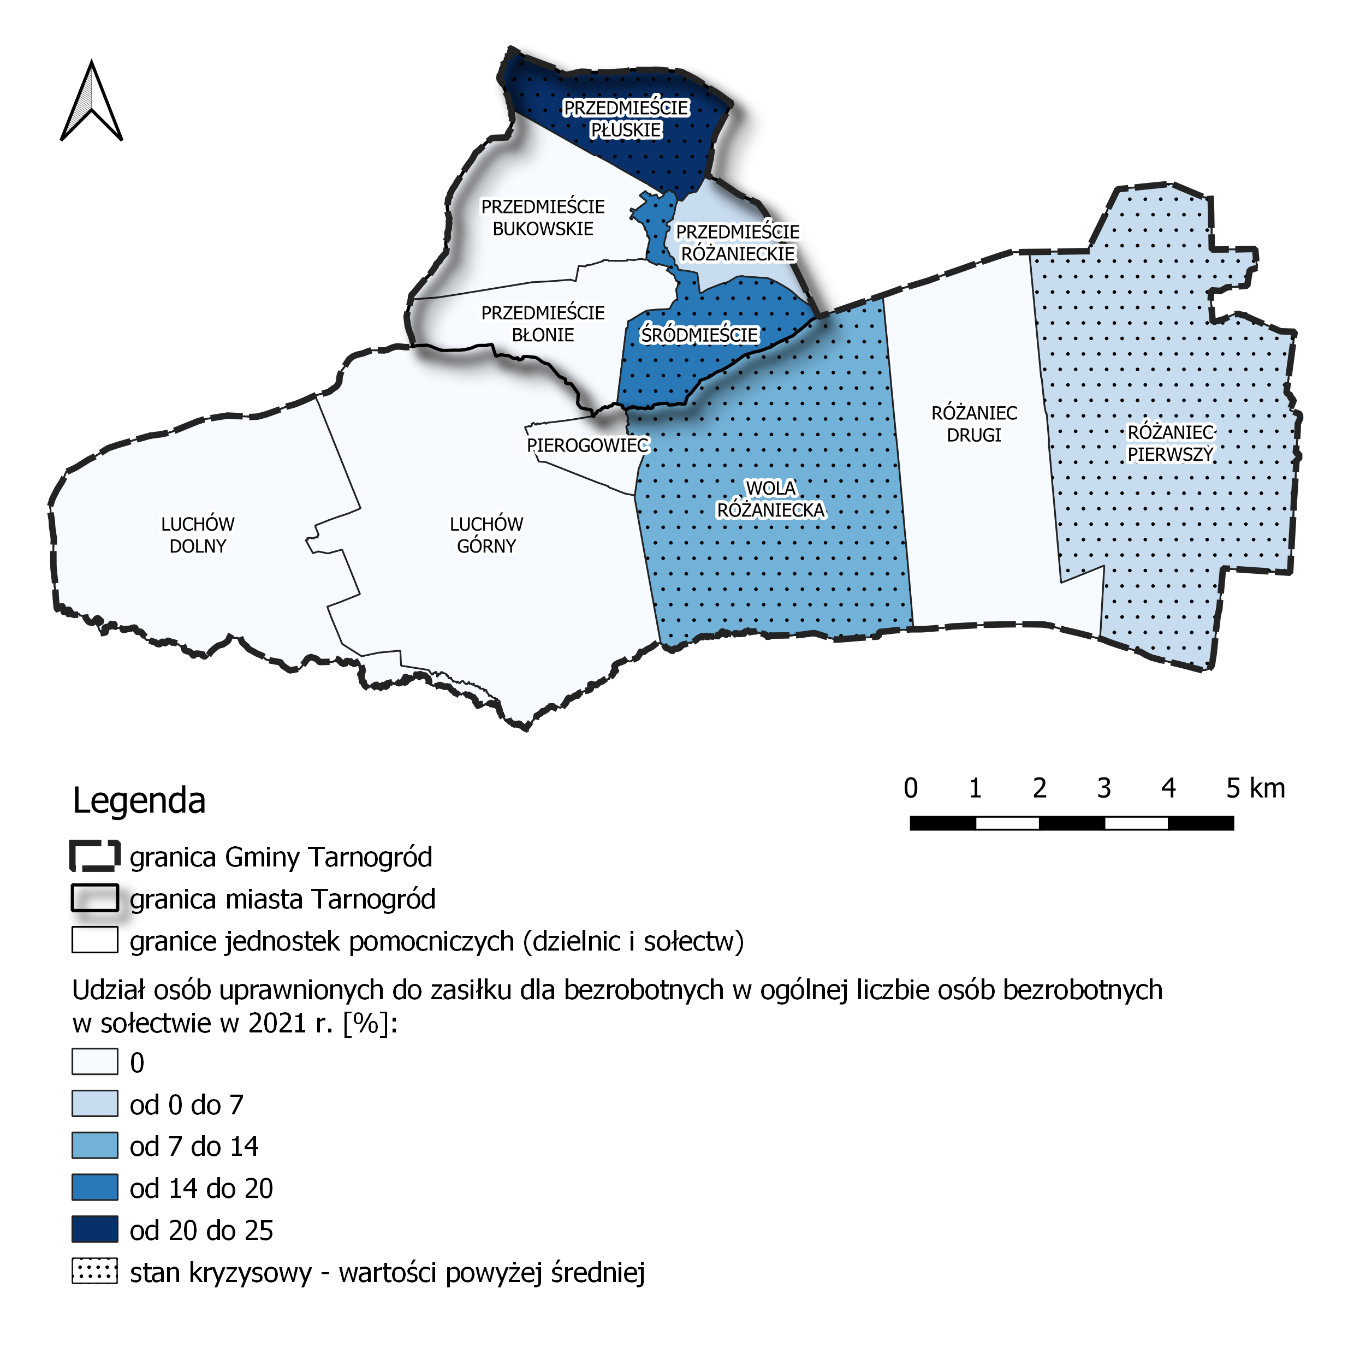 PRZEDMIEŚCIE
PŁUSKIE
PRZEDMIEŚCIE
BUKOWSKIE
PRZEDMIEŚCIE
RÓŻANIECKIE
PRZEDMIEŚCIE
BŁONIE
ŚRÓDMIEŚCIE
PIEROGOWIEC
RÓŻANIEC
DRUGI
RÓŻANIEC
PIERWSZY
WOLA
RÓŻANIECKA
LUCHÓW
DOLNY
LUCHÓW
GÓRNY
0 1 2 3 4 5 km
Legenda
granica Gminy Tarnogród
granica miasta Tarnogród
granice jednostek pomocniczych (dzielnic i sołectw)
Udział osób uprawnionych do zasiłku dla bezrobotnych w ogólnej liczbie osób bezrobotnych
w sołectwie w 2021 r. [%]:
0
od 0 do 7
od 7 do 14
od 14 do 20
od 20 do 25
stan kryzysowy - wartości powyżej średniej